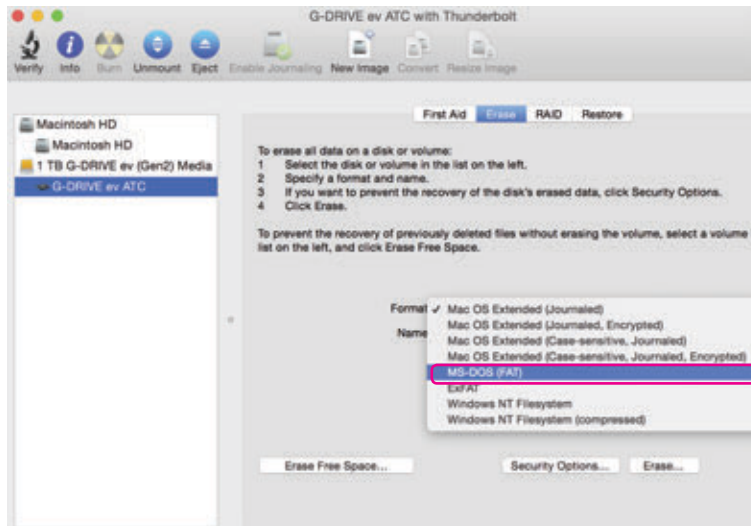 G-DRIVE ev ATC with Thunderbolt
Verify Info Burn Unmount Eject Enable Journaling New Image Convert Resize Image
Macintosh HD
Macintosh HD
1 TB G-DRIVE ev (Gen2) Media
G-DRIVE ev ATC
First Aid Erase RAID Restore
To erase all data on a disk or volume:
1 Select the disk or volume in the list on the left.
2 Specify a format and name.
3 If you want to prevent the recovery of the disk's erased data, click Security Options.
4 Click Erase.
To prevent the recovery of previously deleted files without erasing the volume, select a volume
list on the left, and click Erase Free Space.
Format ✓ Mac OS Extended (Journaled)
Mac OS Extended (Journaled, Encrypted)
Name
Mac OS Extended (Case-sensitive, Journaled)
Mac OS Extended (Case-sensitive, Journaled, Encrypted)
MS-DOS (FAT)
ExFAT
Windows NT Filesystem
Windows NT Filesystem (compressed)
Erase Free Space... Security Options... Erase...